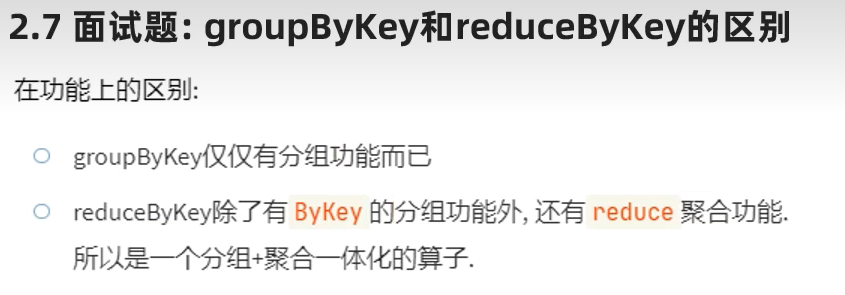 2.7 面试题: groupByKey和reduceByKey的区别
在功能上的区别:
groupByKey仅仅有分组功能而已
reduceByKey除了有 ByKey 的分组功能外, 还有 reduce 聚合功能.
所以是一个分组+聚合一体化的算子.